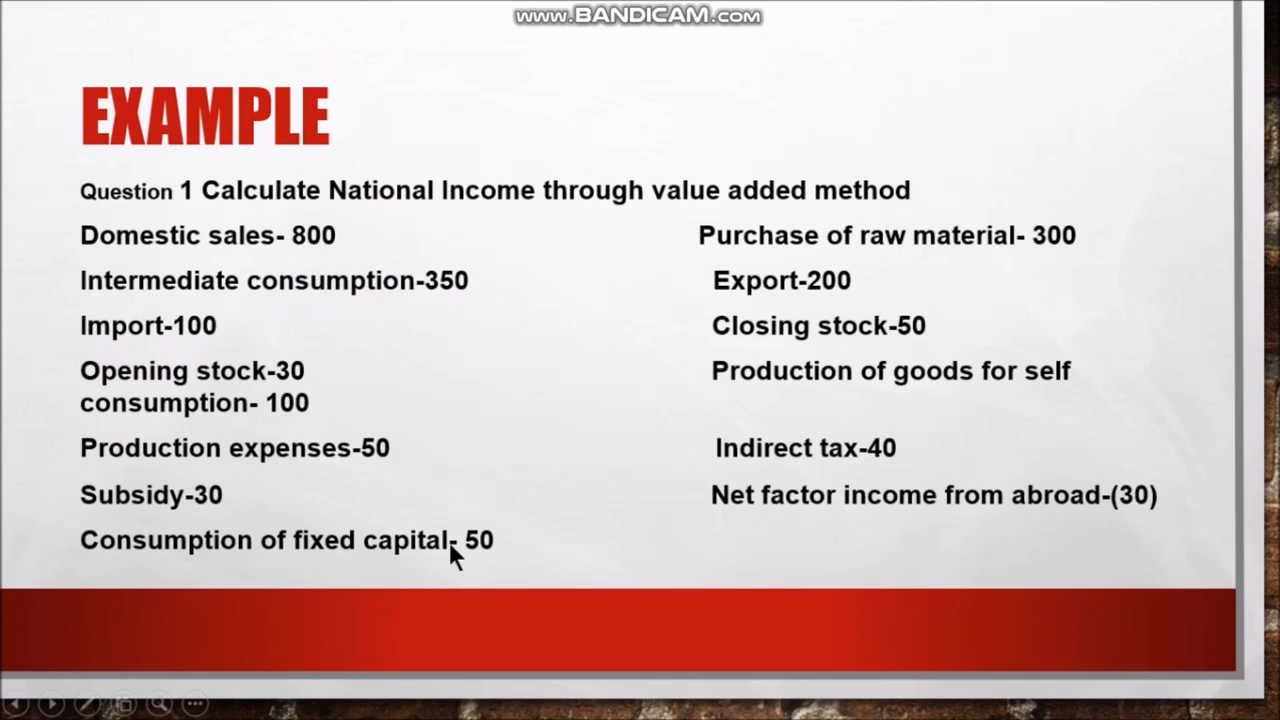 www.BANDICAM.com
EXAMPLE
Question 1 Calculate National Income through value added method
Domestic sales- 800 Purchase of raw material- 300
Intermediate consumption-350 Export-200
Import-100 Closing stock-50
Opening stock-30 Production of goods for self
consumption- 100
Production expenses-50 Indirect tax-40
Subsidy-30 Net factor income from abroad-(30)
Consumption of fixed capital- 50